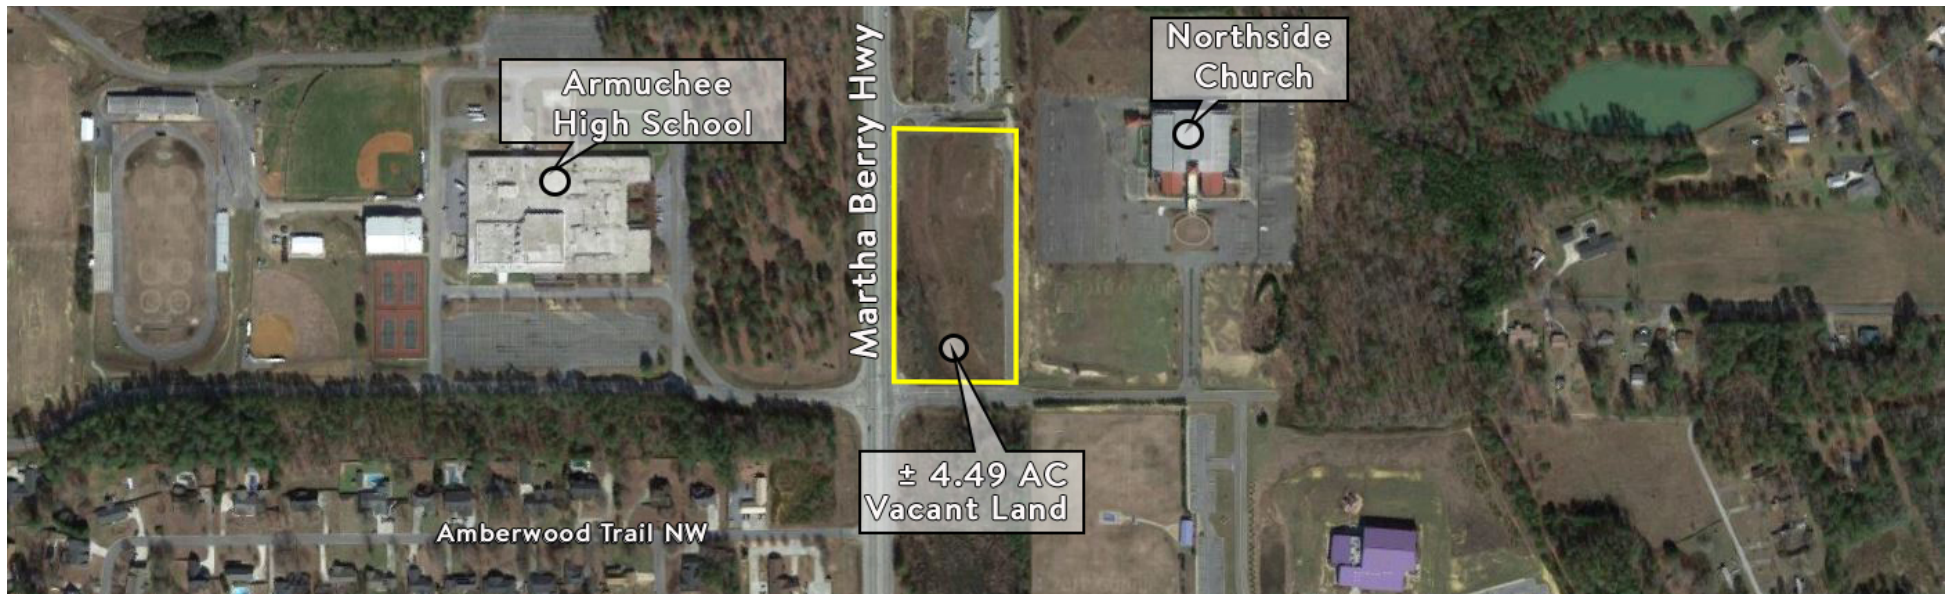 Armuchee
High School
Martha Berry Hwy
Northside
Church
± 4.49 AC
Vacant Land
Amberwood Trail NW